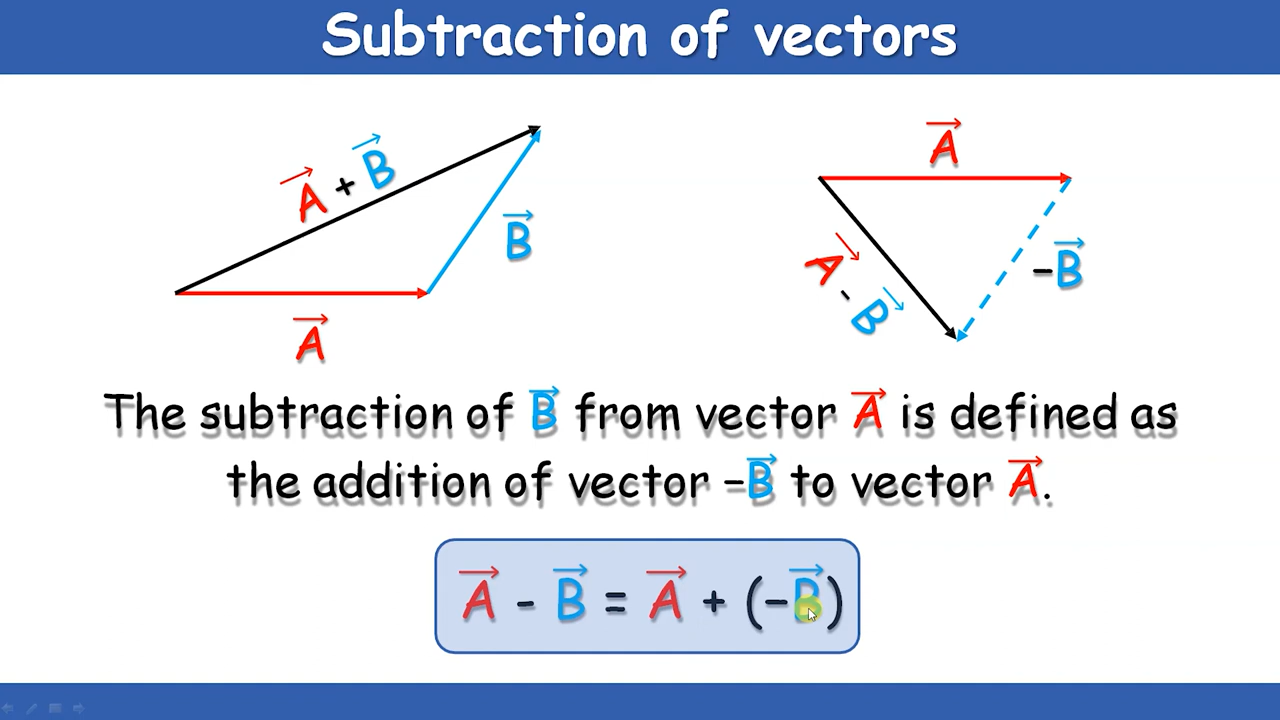 Subtraction of vectors
A⃗ + B⃗
B⃗
A⃗
A⃗
A⃗ - B⃗
−B⃗
The subtraction of B⃗ from vector A⃗ is defined as
the addition of vector −B⃗ to vector A⃗.
A⃗ - B⃗ = A⃗ + (−B⃗)